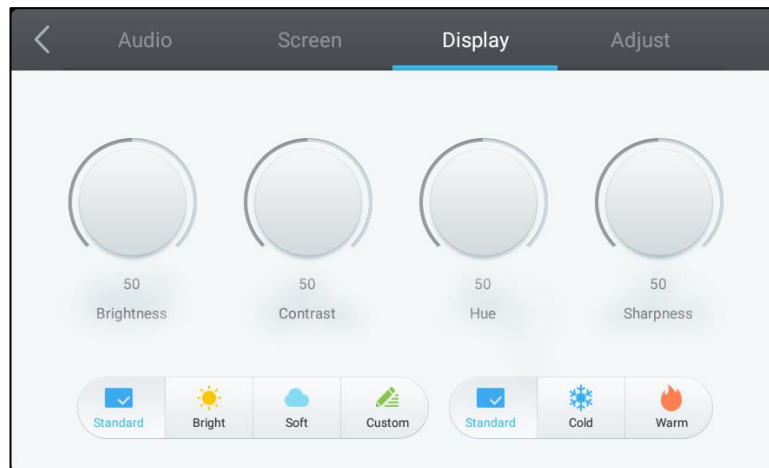 Audio Screen Display Adjust
50 50 50 50
Brightness Contrast Hue Sharpness
Standard Bright Soft Custom Standard Cold Warm